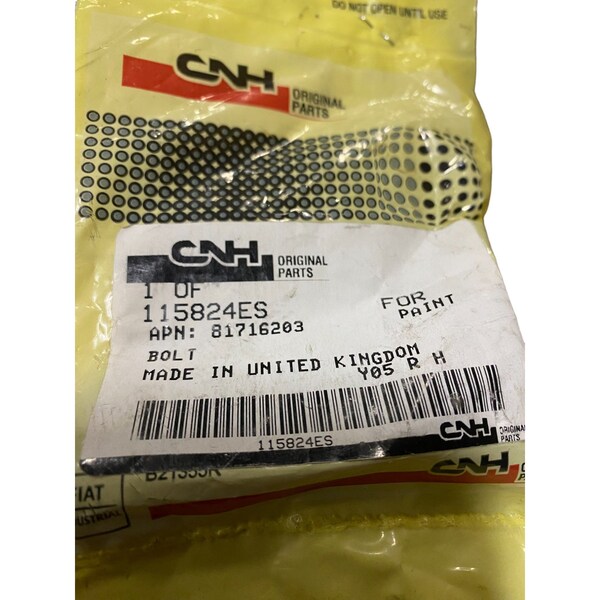 DO NOT OPEN UNTIL USE
CNH
ORIGINAL
PARTS
CNH
ORIGINAL
PARTS
1 OF
115824ES
FOR
PAINT
APN: 81716203
BOLT
MADE IN UNITED KINGDOM
Y05 R H
115824ES
CNH
ORIGINAL
PARTS
CNH
FIAT